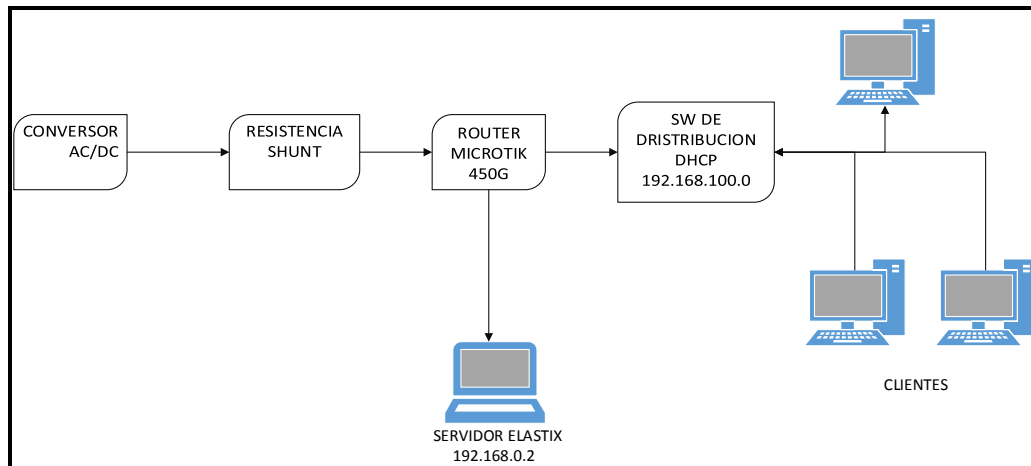 CONVERSOR
AC/DC
RESISTENCIA
SHUNT
ROUTER
MICROTIK
450G
SW DE
DRISTRIBUCION
DHCP
192.168.100.0
CLIENTES
SERVIDOR ELASTIX
192.168.0.2